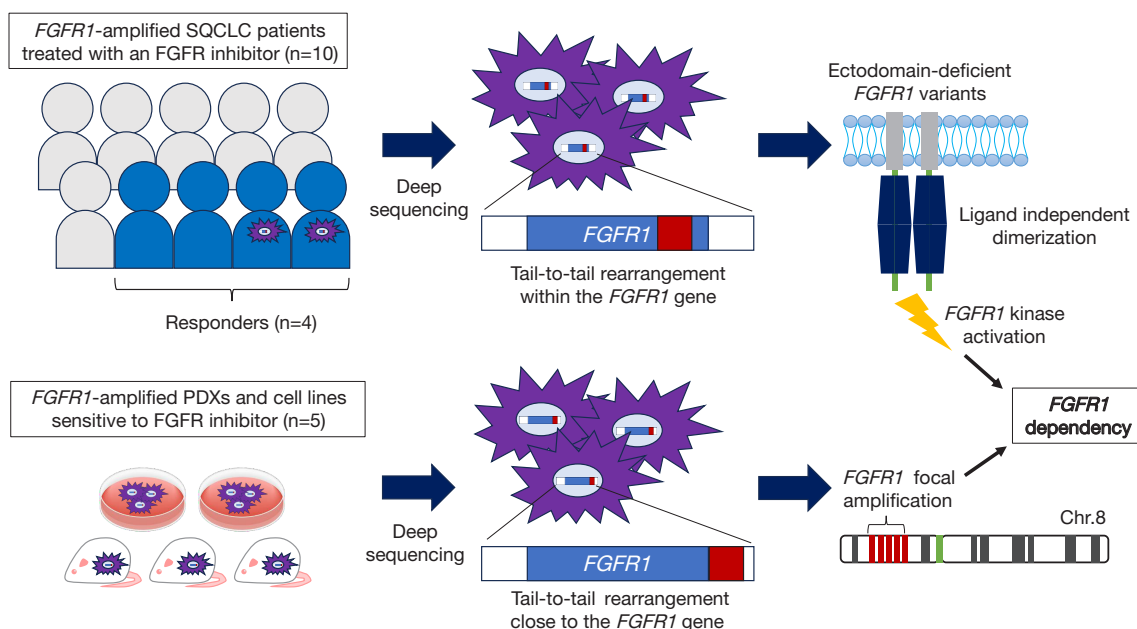 FGFR1-amplified SQCLC patients
treated with an FGFR inhibitor (n=10)
Responders (n=4)
Deep
sequencing
FGFR1
Tail-to-tail rearrangement
within the FGFR1 gene
Ectodomain-deficient
FGFR1 variants
Ligand independent
dimerization
FGFR1 kinase
activation
FGFR1
dependency
FGFR1-amplified PDXs and cell lines
sensitive to FGFR inhibitor (n=5)
Deep
sequencing
FGFR1
Tail-to-tail rearrangement
close to the FGFR1 gene
FGFR1 focal
amplification
Chr.8